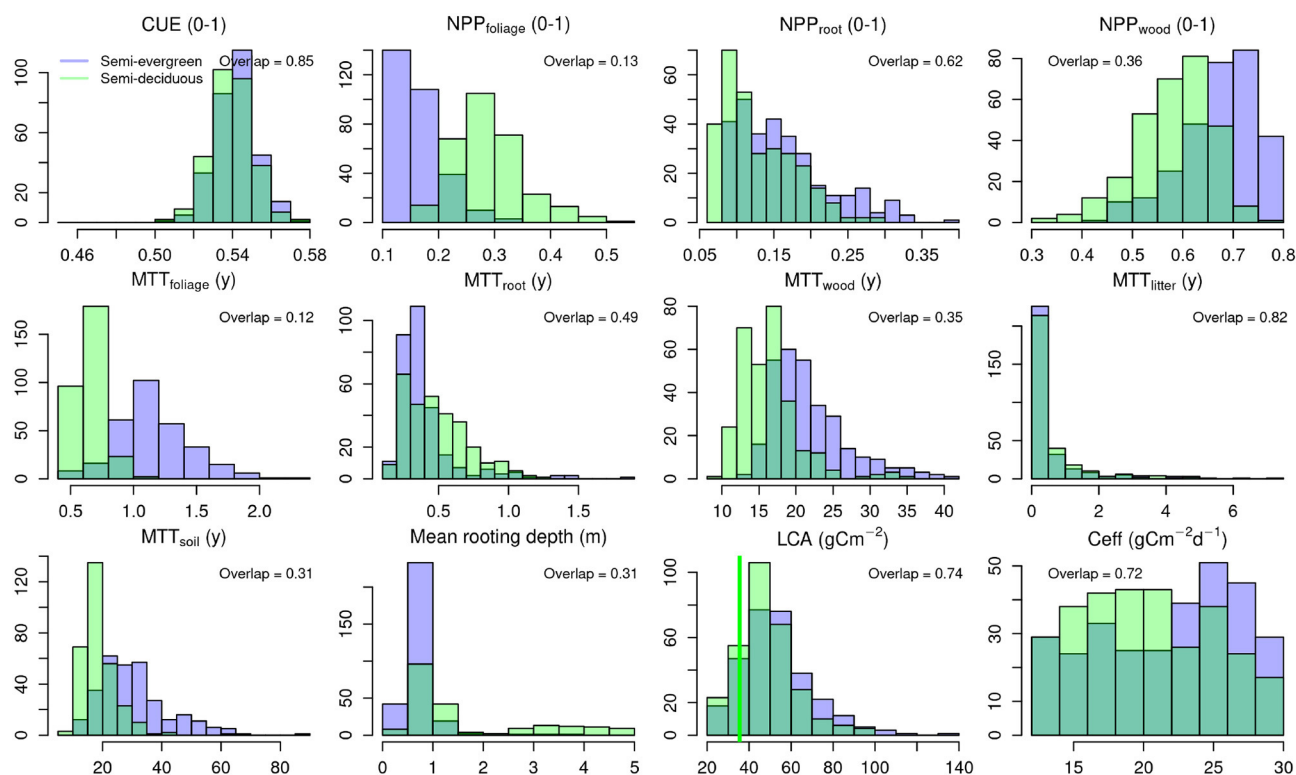 CUE (0-1)
Semi-evergreen
Semi-deciduous
Overlap = 0.85
0 20 60 100
0.46 0.50 0.54 0.58
NPPfoliage (0-1)
Overlap = 0.13
0 40 80 120
0.1 0.2 0.3 0.4 0.5
NPProot (0-1)
Overlap = 0.62
0 20 40 60
0.05 0.15 0.25 0.35
NPPwood (0-1)
Overlap = 0.36
0 20 40 60 80
0.3 0.4 0.5 0.6 0.7 0.8
MTTfoliage (y)
Overlap = 0.12
0 50 100 150
0.5 1.0 1.5 2.0
MTTroot (y)
Overlap = 0.49
0 20 60 100
0.5 1.0 1.5
MTTwood (y)
Overlap = 0.35
0 20 40 60 80
10 15 20 25 30 35 40
MTTlitter (y)
Overlap = 0.82
0 50 150
0 2 4 6
MTTsoil (y)
Overlap = 0.31
0 40 80 120
20 40 60 80
Mean rooting depth (m)
Overlap = 0.31
0 50 150
0 1 2 3 4 5
LCA (gCm−2)
Overlap = 0.74
0 20 60 100
20 40 60 80 100 140
Ceff (gCm−2d−1)
Overlap = 0.72
0 10 30 50
15 20 25 30